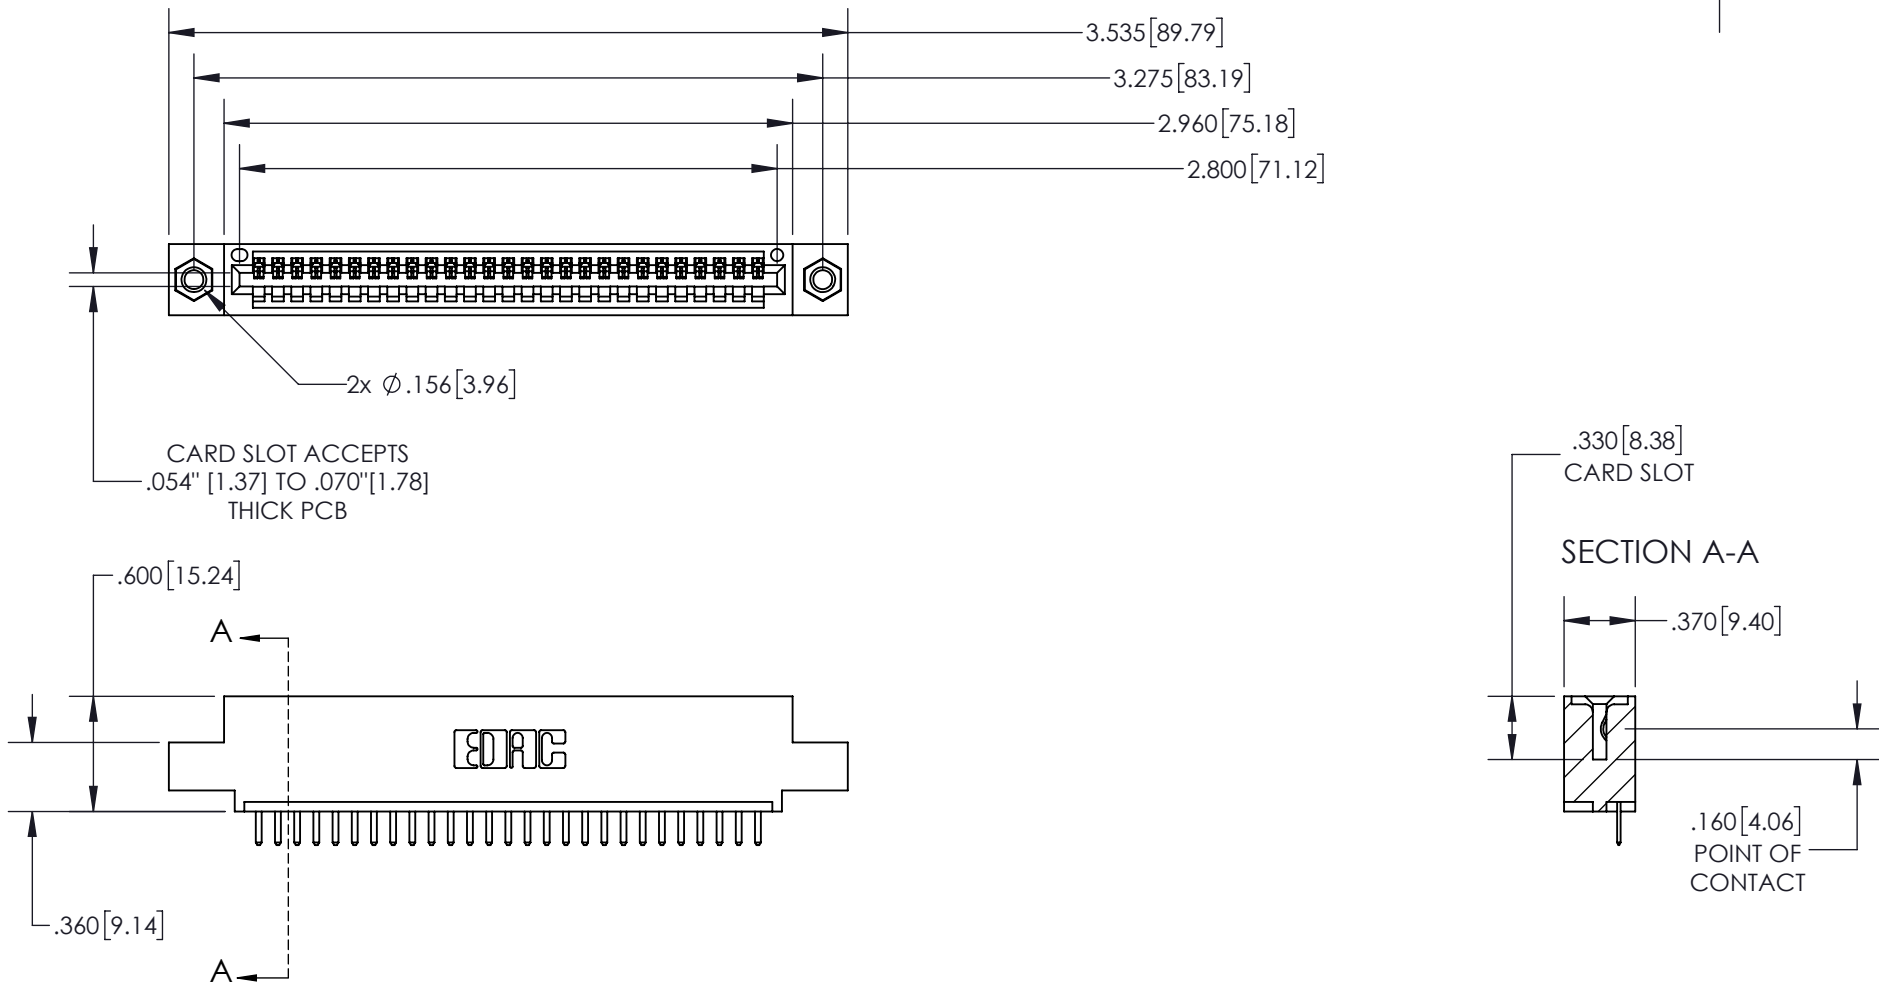 3.535[89.79]
3.275[83.19]
2.960[75.18]
2.800[71.12]
2x ⌀.156[3.96]
CARD SLOT ACCEPTS
.054" [1.37] TO .070"[1.78]
THICK PCB
.330[8.38]
CARD SLOT
SECTION A-A
.600[15.24]
.370[9.40]
A
EDAC
.160[4.06]
POINT OF
CONTACT
.360[9.14]
A